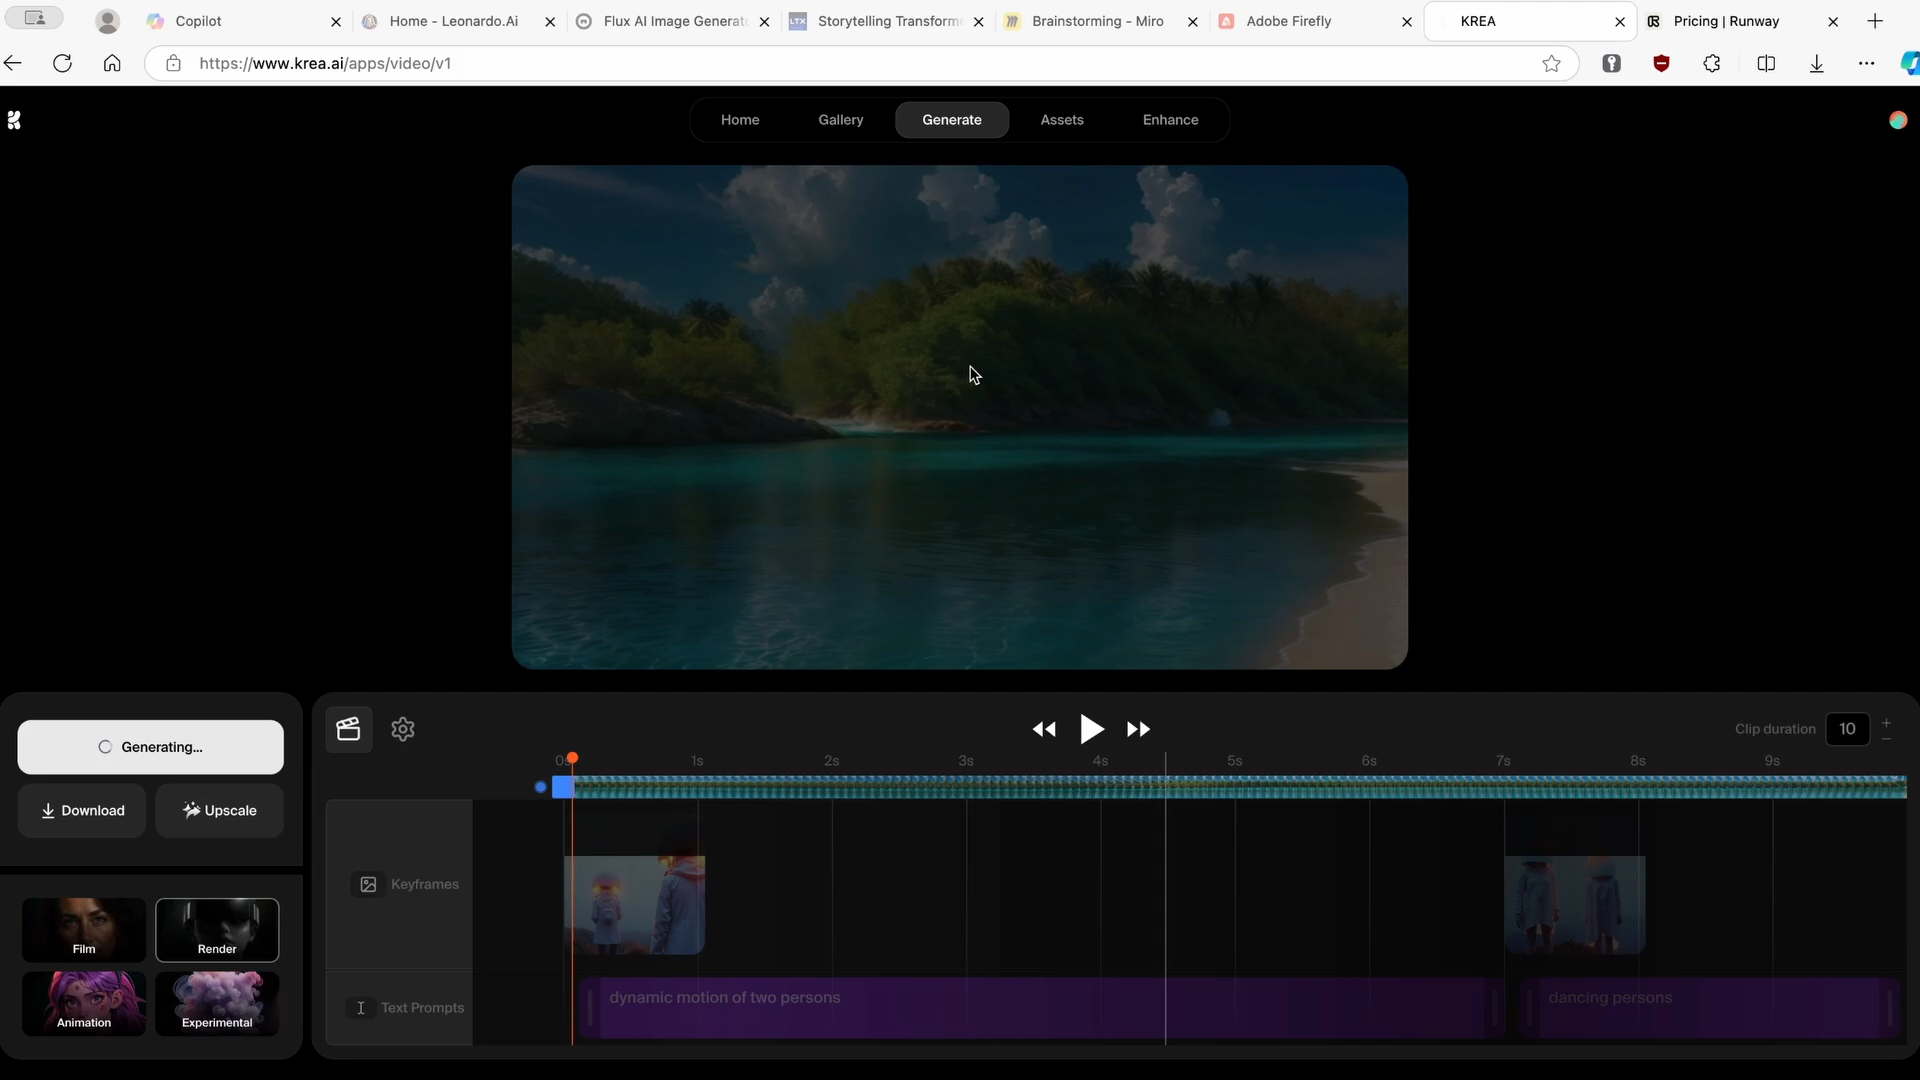 Copilot
Home - Leonardo.Ai
Flux AI Image Generat
LTX
Storytelling Transform
Brainstorming - Miro
Adobe Firefly
KREA
Pricing | Runway
https://www.krea.ai/apps/video/v1
Home
Gallery
Generate
Assets
Enhance
Generating...
Download
Upscale
Film
Render
Animation
Experimental
Clip duration
10
0s
1s
2s
3s
4s
5s
6s
7s
8s
9s
Keyframes
Text Prompts
dynamic motion of two persons
dancing persons